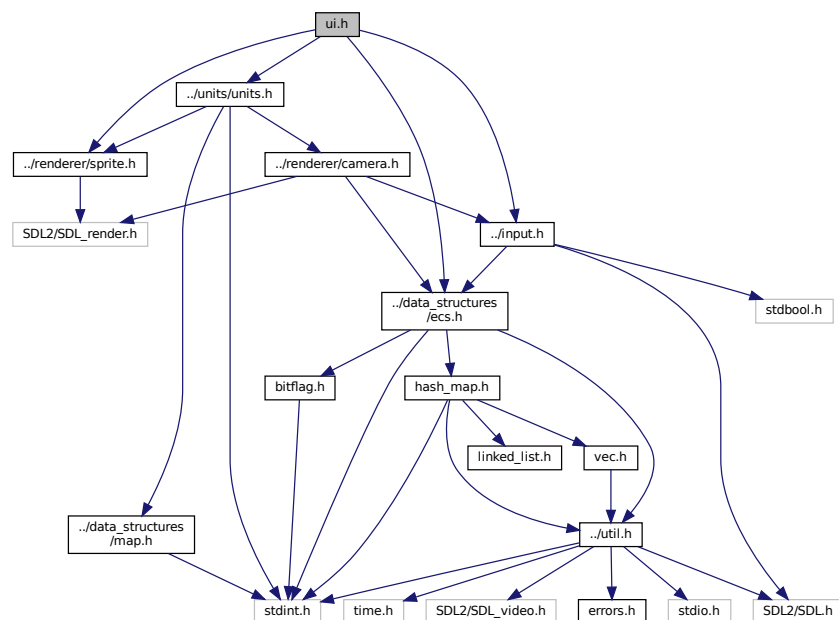 ui.h
../units/units.h
../renderer/sprite.h
../renderer/camera.h
SDL2/SDL_render.h
../input.h
../data_structures
/ecs.h
stdbool.h
bitflag.h
hash_map.h
linked_list.h
vec.h
../data_structures
/map.h
../util.h
stdint.h
time.h
SDL2/SDL_video.h
errors.h
stdio.h
SDL2/SDL.h